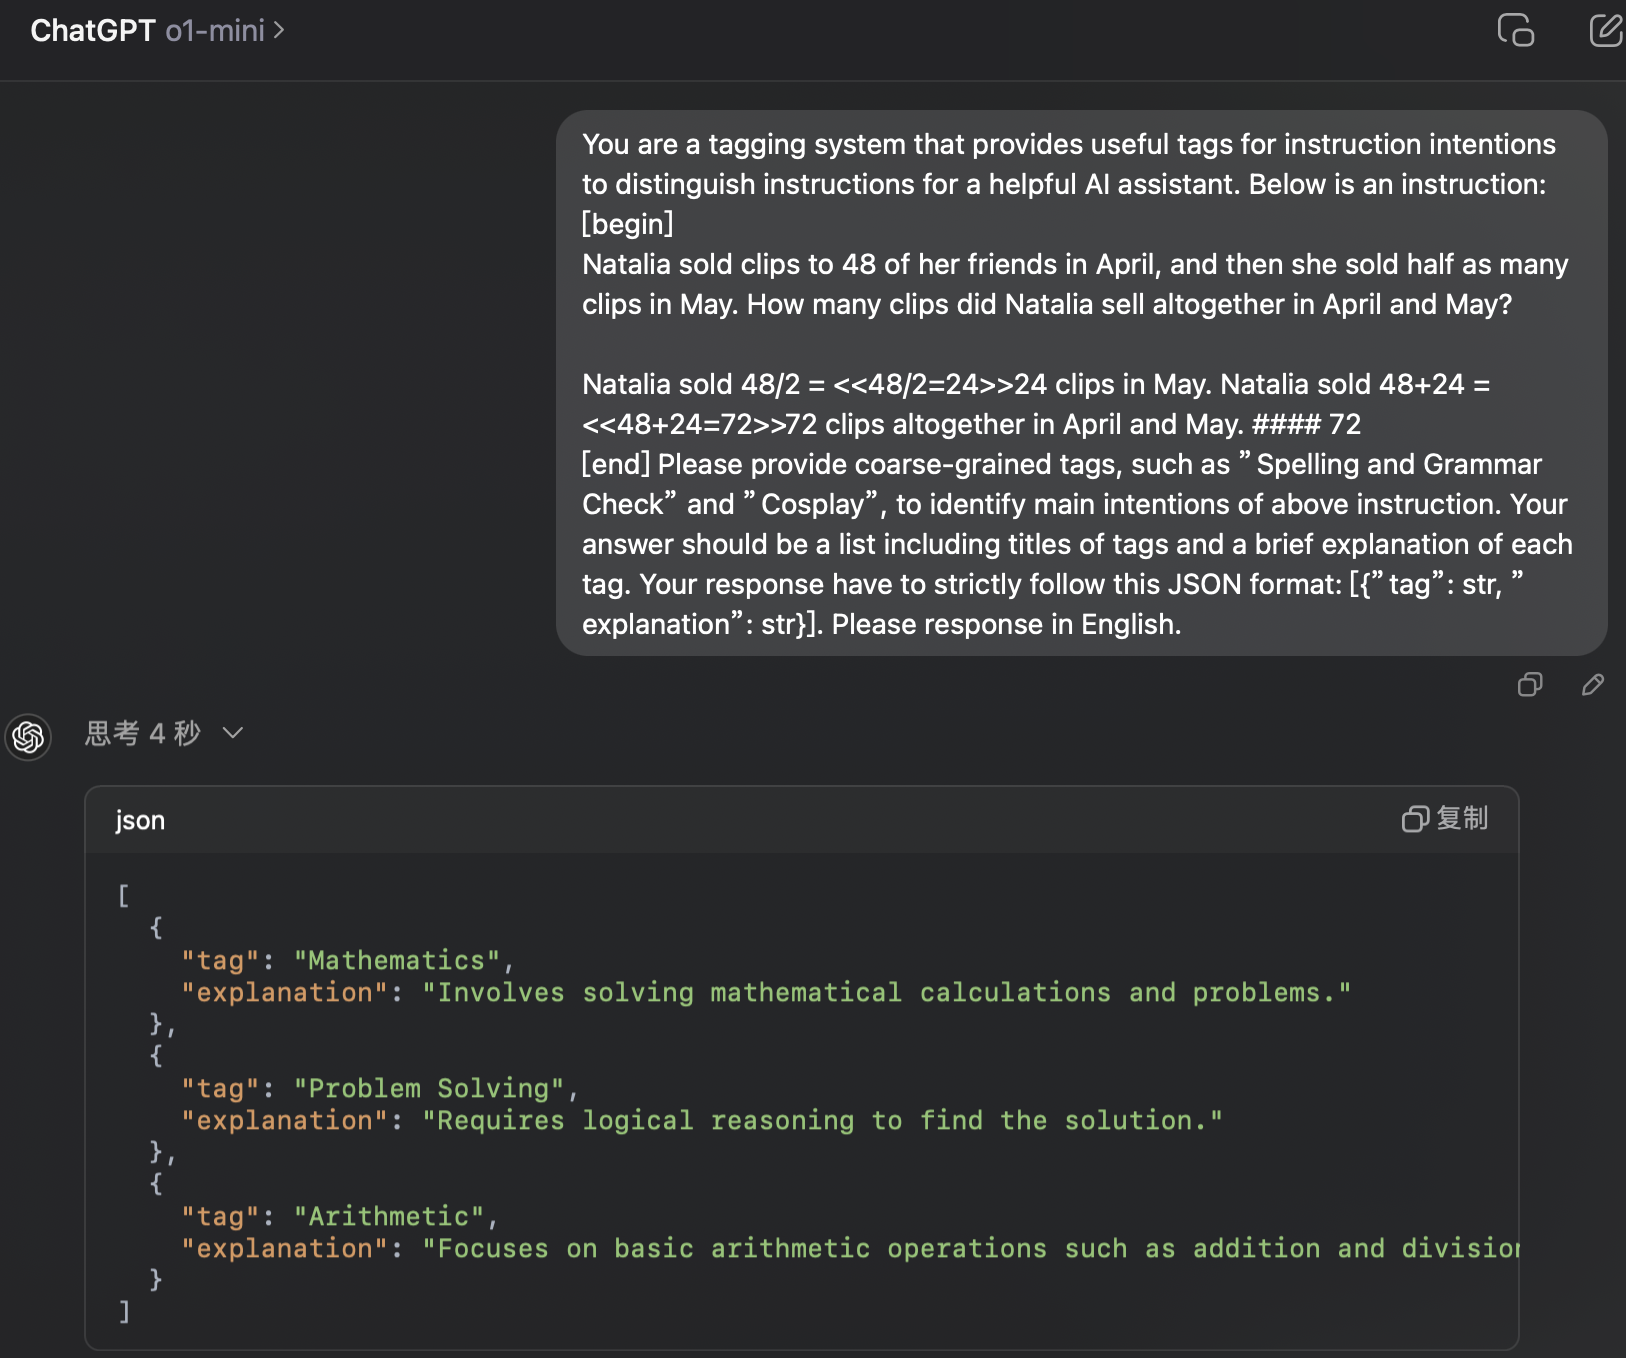 ChatGPT o1-mini >
You are a tagging system that provides useful tags for instruction intentions
to distinguish instructions for a helpful AI assistant. Below is an instruction:
[begin]
Natalia sold clips to 48 of her friends in April, and then she sold half as many
clips in May. How many clips did Natalia sell altogether in April and May?
Natalia sold 48/2 = <<48/2=24>>24 clips in May. Natalia sold 48+24 =
<<48+24=72>>72 clips altogether in April and May. #### 72
[end] Please provide coarse-grained tags, such as ”Spelling and Grammar
Check” and ”Cosplay”, to identify main intentions of above instruction. Your
answer should be a list including titles of tags and a brief explanation of each
tag. Your response have to strictly follow this JSON format: [{”tag”: str, ”
explanation”: str}]. Please response in English.
思考 4 秒
json
复制
[
{
"tag": "Mathematics",
"explanation": "Involves solving mathematical calculations and problems."
},
{
"tag": "Problem Solving",
"explanation": "Requires logical reasoning to find the solution."
},
{
"tag": "Arithmetic",
"explanation": "Focuses on basic arithmetic operations such as addition and division
}
]